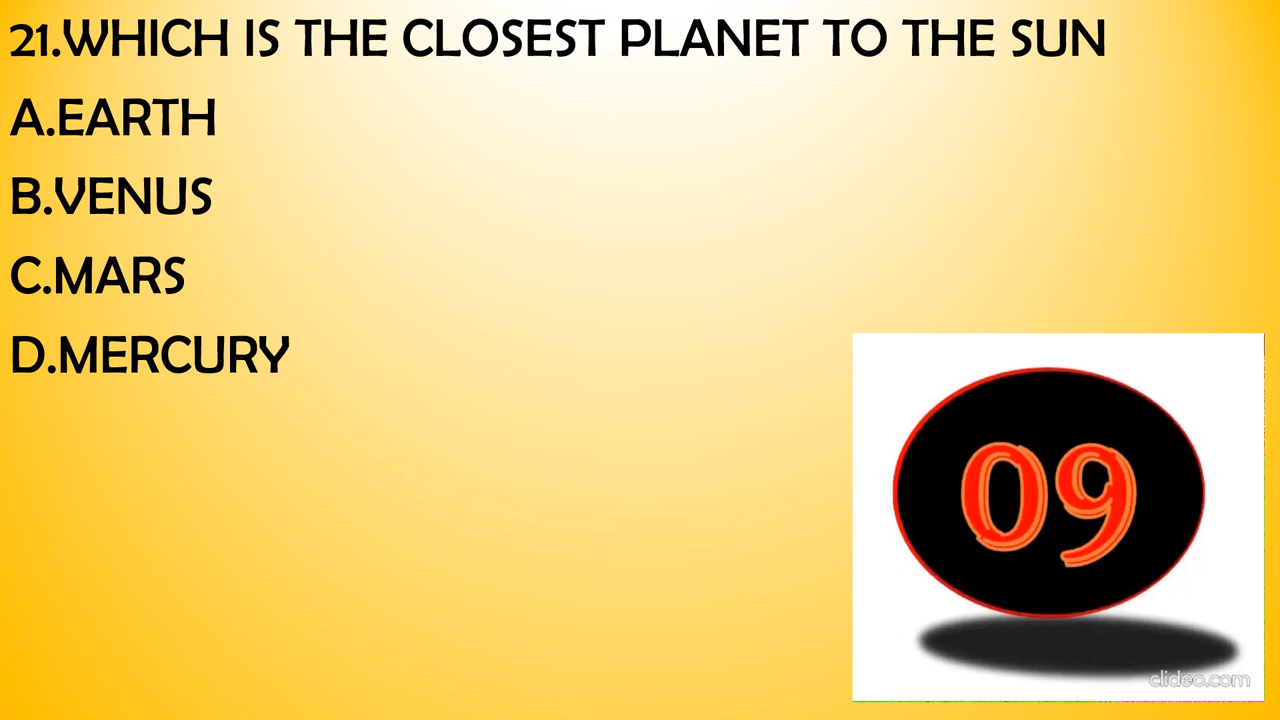 21.WHICH IS THE CLOSEST PLANET TO THE SUN
A.EARTH
B.VENUS
C.MARS
D.MERCURY
09
clideo.com